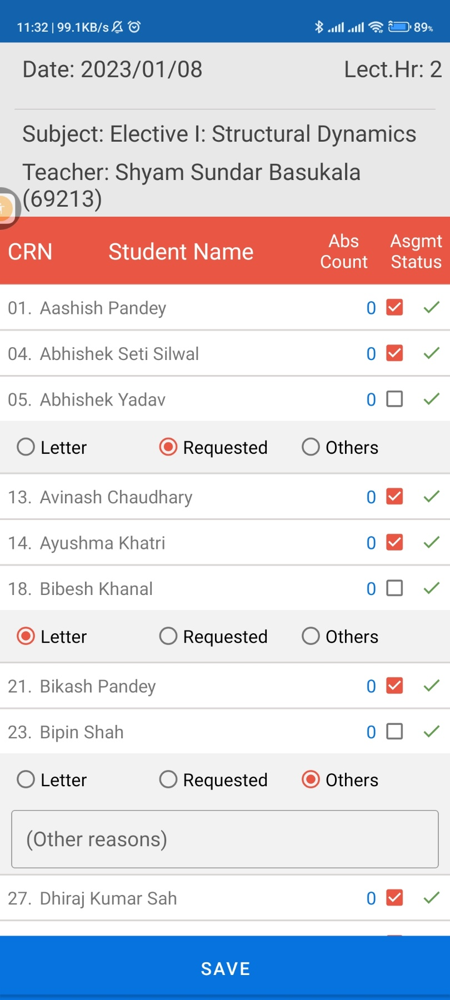 11:32 | 99.1KB/s 89%
Date: 2023/01/08 Lect.Hr: 2
Subject: Elective I: Structural Dynamics
Teacher: Shyam Sundar Basukala
(69213)
CRN Student Name Abs Count Asgmt Status
01. Aashish Pandey 0
04. Abhishek Seti Silwal 0
05. Abhishek Yadav 0
Letter Requested Others
13. Avinash Chaudhary 0
14. Ayushma Khatri 0
18. Bibesh Khanal 0
Letter Requested Others
21. Bikash Pandey 0
23. Bipin Shah 0
Letter Requested Others
(Other reasons)
27. Dhiraj Kumar Sah 0
SAVE